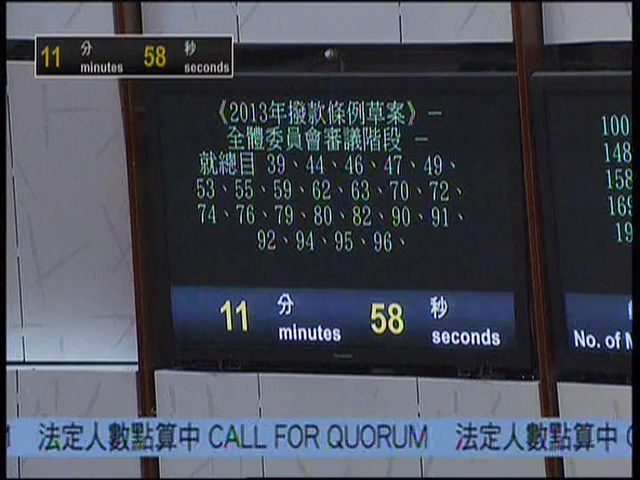 11 分 minutes 58 秒 seconds
《2013年撥款條例草案》－
全體委員會審議階段 －
就總目 39、44、46、47、49、
53、55、59、62、63、70、72、
74、76、79、80、82、90、91、
92、94、95、96、
11 分 minutes 58 秒 seconds
100
148
158
169
19
No. of
法定人數點算中 CALL FOR QUORUM 法定人數點算中